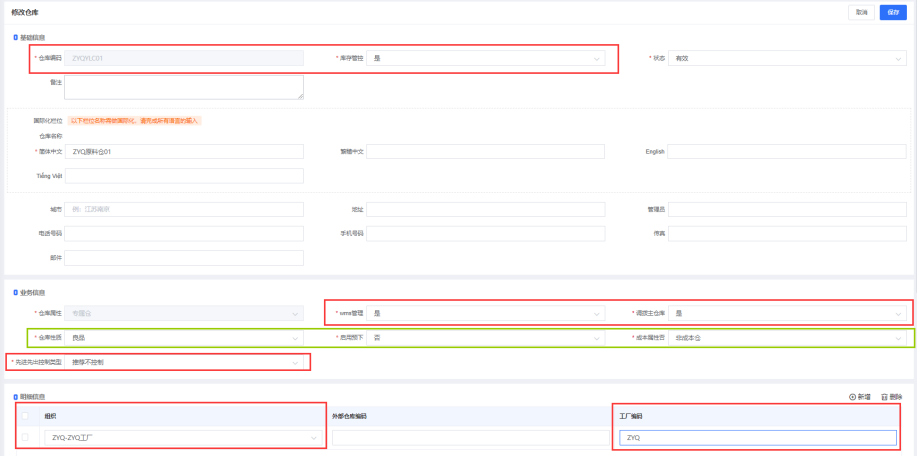 修改仓库 取消 保存
基础信息
* 仓库编码 ZYQYLC01 * 库存管控 是 * 状态 有效
备注
国际化栏位 以下栏位名称需做国际化，请完成所有语言的输入
仓库名称
* 简体中文 ZYQ原料仓01 繁體中文 English
Tiếng Việt
城市 例：江苏南京 地址 管理员
电话号码 手机号码 传真
邮件
业务信息
* 仓库属性 专属仓 * wms管理 是 * 调拨主仓库 是
* 仓库性质 良品 * 启用预下 否 * 成本属性否 非成本仓
* 先进先出控制类型 推荐不控制
明细信息 新增 删除
组织 外部仓库编码 工厂编码
ZYQ-ZYQ工厂 ZYQ